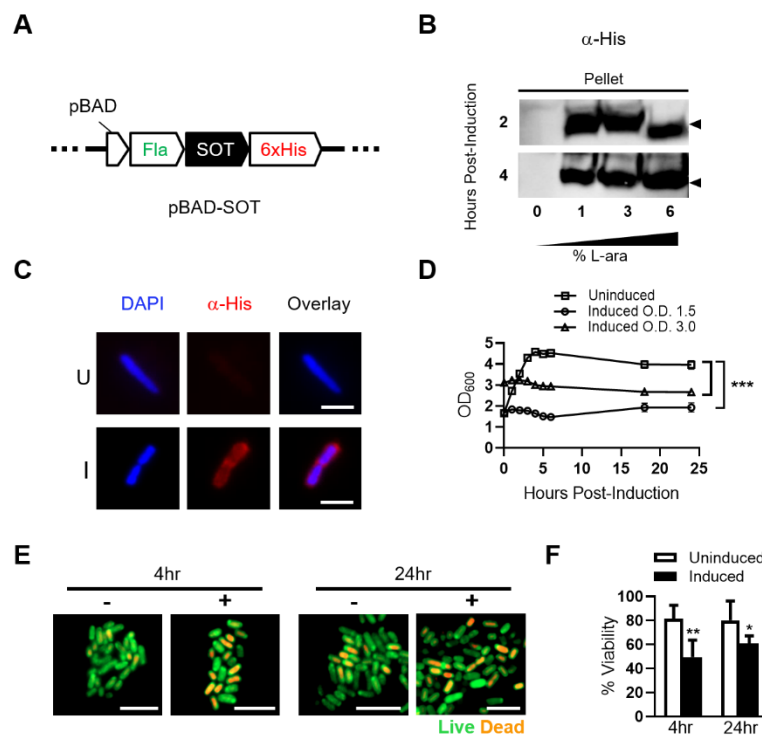 A
pBAD
Fla
SOT
6xHis
pBAD-SOT
B
α-His
Pellet
Hours Post-Induction
2
4
0 1 3 6
% L-ara
C
DAPI α-His Overlay
U
I
D
Uninduced
Induced O.D. 1.5
Induced O.D. 3.0
OD600
5
4
3
2
1
0
***
0 5 10 15 20 25
Hours Post-Induction
E
4hr 24hr
- + - +
Live Dead
F
Uninduced
Induced
% Viability
100
80
60
40
20
0
** *
4hr 24hr